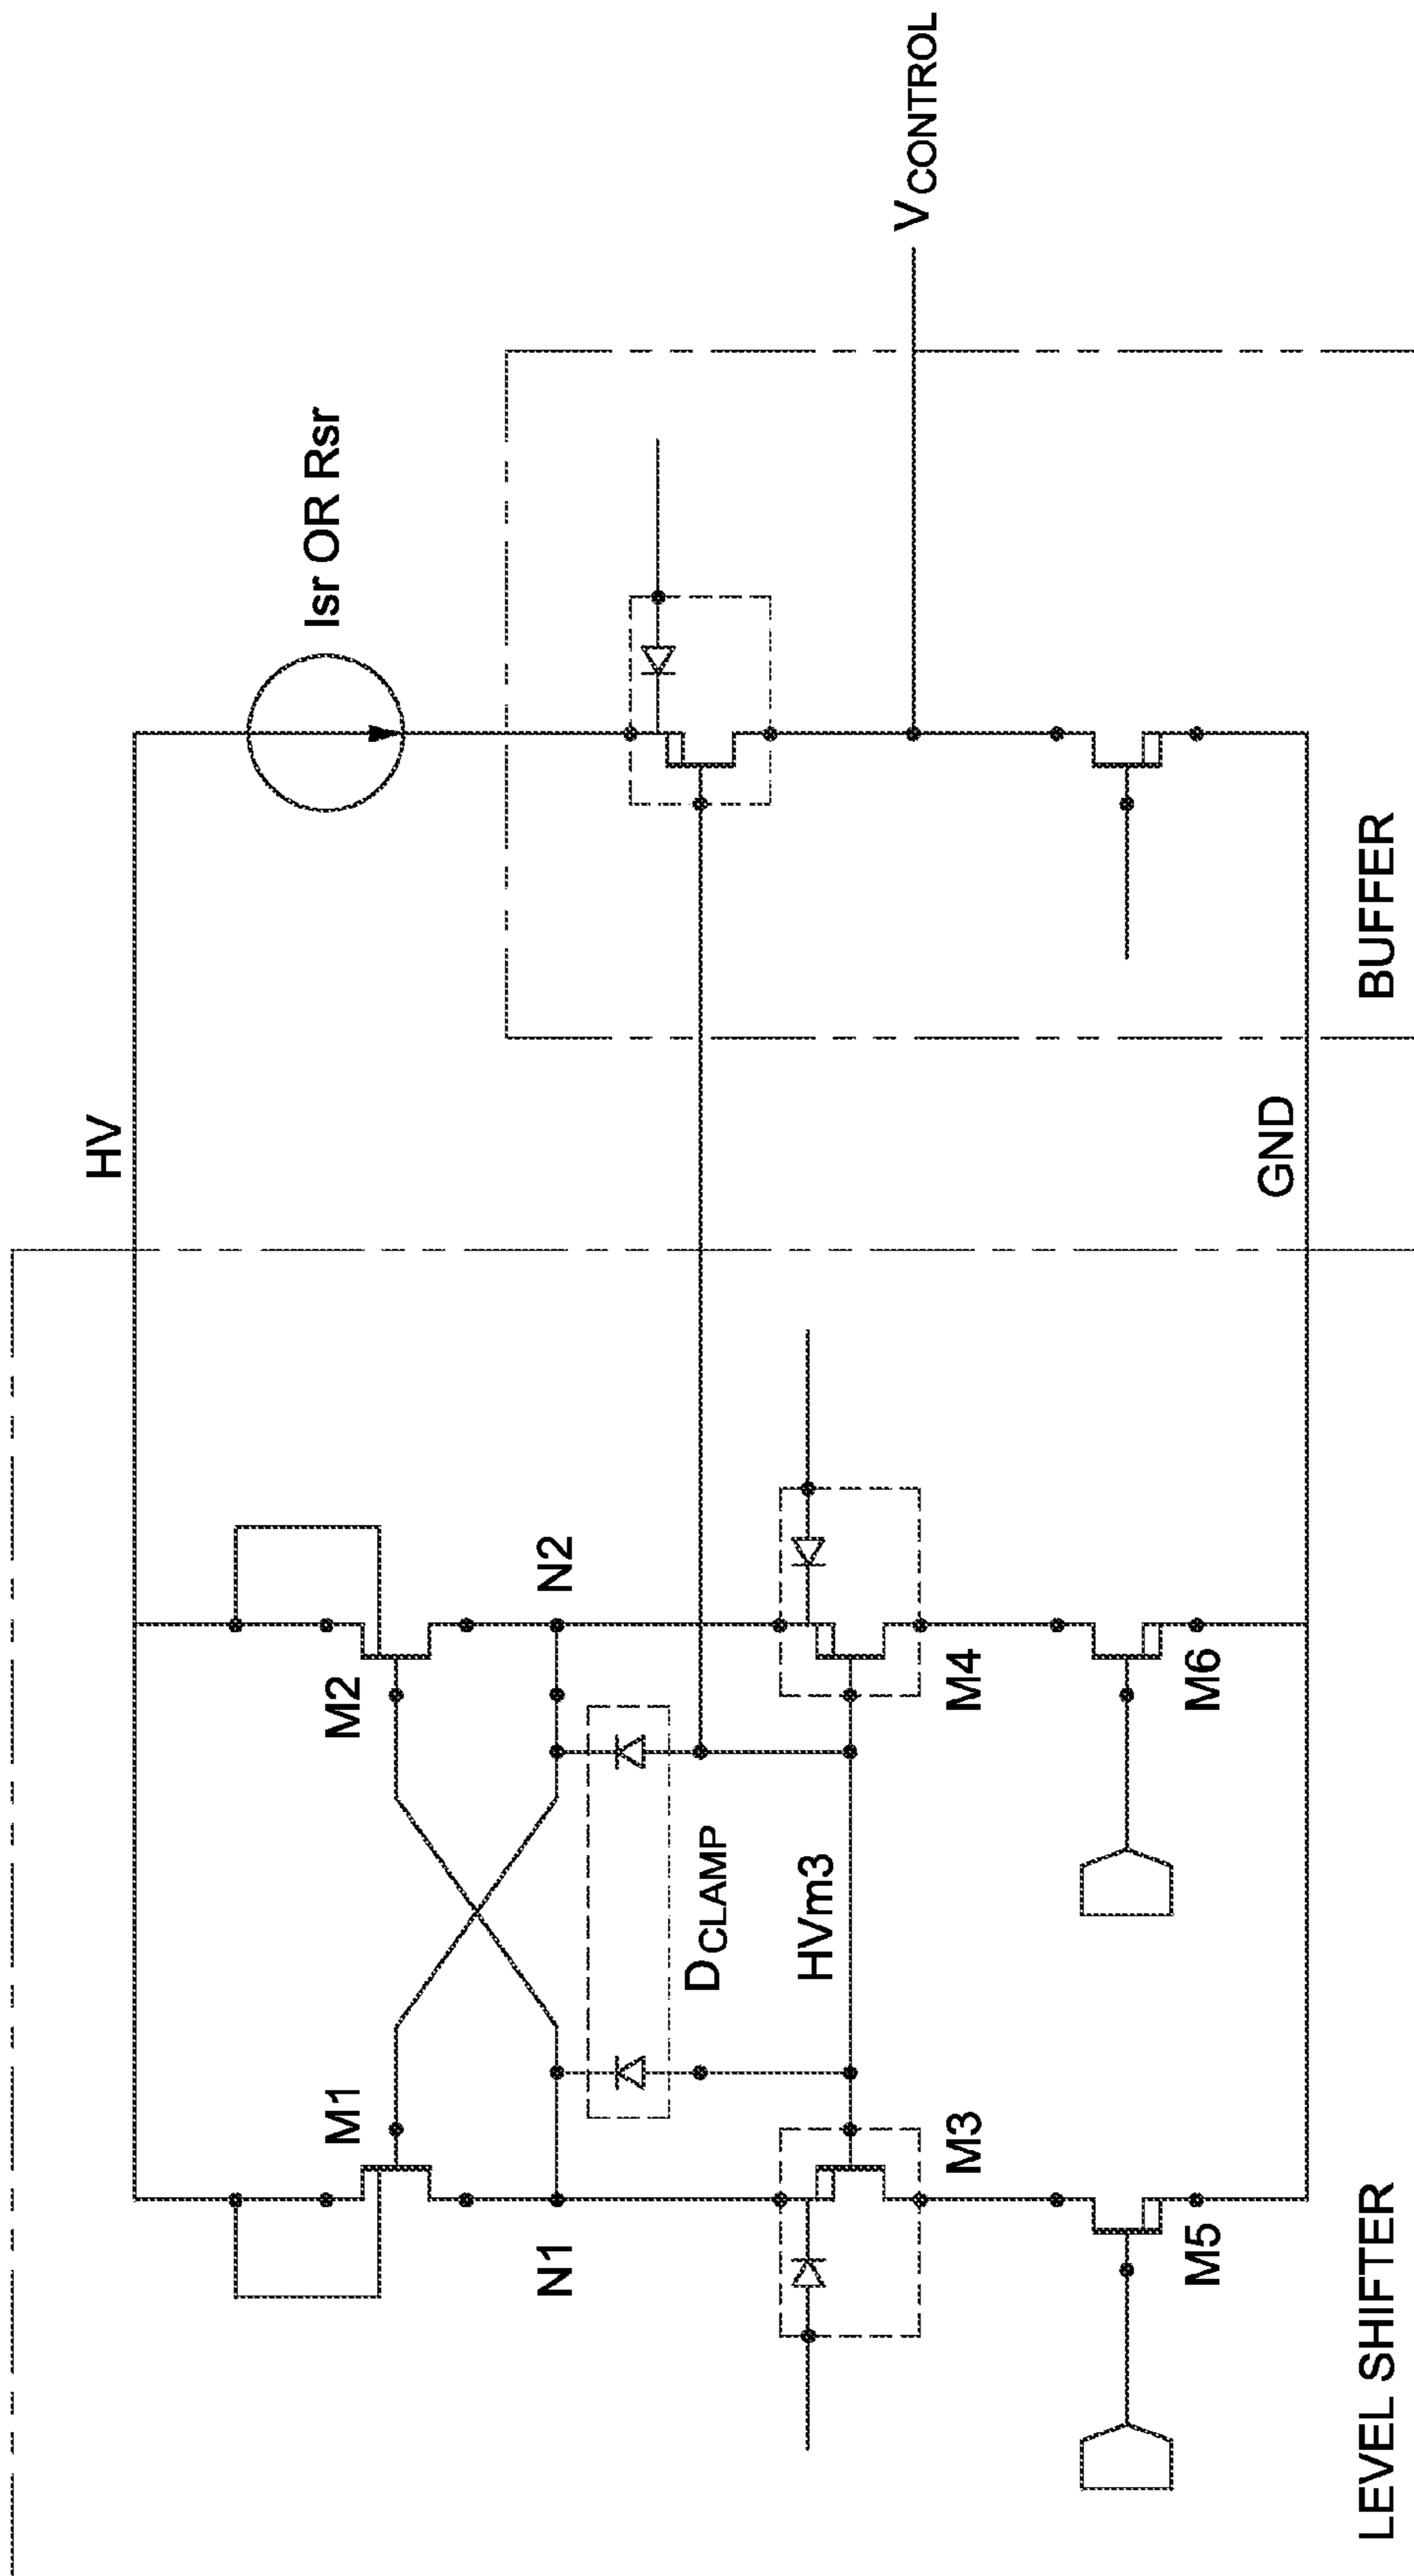 HV
Isr OR Rsr
M1
M2
N1
N2
DCLAMP
HVm3
M3
M4
VCONTROL
M5
M6
GND
LEVEL SHIFTER
BUFFER